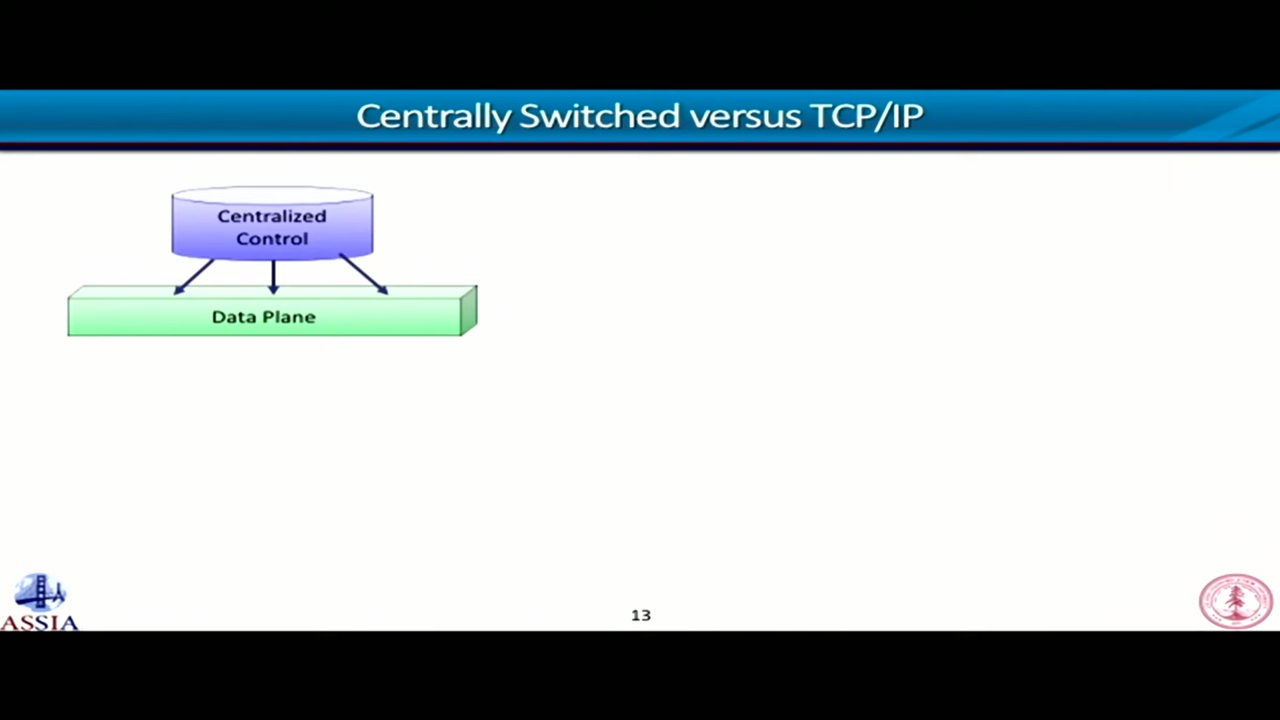 Centrally Switched versus TCP/IP
Centralized
Control
Data Plane
ASSIA
13